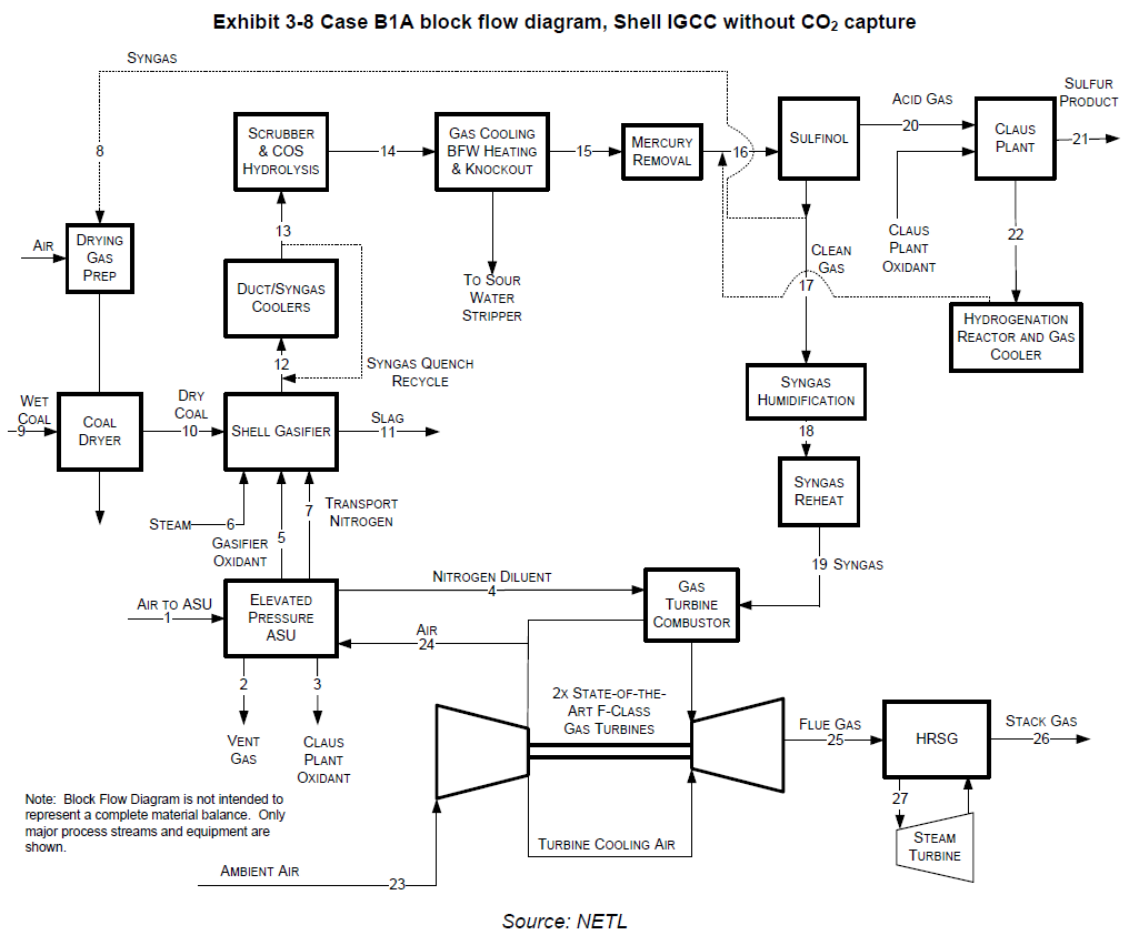 Exhibit 3-8 Case B1A block flow diagram, Shell IGCC without CO₂ capture
SYNGAS
8
AIR
DRYING
GAS
PREP
WET
COAL
9
COAL
DRYER
DRY
COAL
10
SCRUBBER
& COS
HYDROLYSIS
14
GAS COOLING
BFW HEATING
& KNOCKOUT
15
MERCURY
REMOVAL
16
SULFINOL
ACID GAS
20
CLAUS
PLANT
SULFUR
PRODUCT
21
13
DUCT/SYNGAS
COOLERS
12
SYNGAS QUENCH
RECYCLE
TO SOUR
WATER
STRIPPER
CLEAN
GAS
17
CLAUS
PLANT
OXIDANT
22
HYDROGENATION
REACTOR AND GAS
COOLER
SHELL GASIFIER
SLAG
11
SYNGAS
HUMIDIFICATION
18
SYNGAS
REHEAT
19 SYNGAS
STEAM
6
GASIFIER
OXIDANT
5
7
TRANSPORT
NITROGEN
AIR TO ASU
1
ELEVATED
PRESSURE
ASU
NITROGEN DILUENT
4
GAS
TURBINE
COMBUSTOR
AIR
24
2
VENT
GAS
3
CLAUS
PLANT
OXIDANT
2X STATE-OF-THE-
ART F-CLASS
GAS TURBINES
FLUE GAS
25
HRSG
STACK GAS
26
27
STEAM
TURBINE
TURBINE COOLING AIR
Note: Block Flow Diagram is not intended to
represent a complete material balance. Only
major process streams and equipment are
shown.
AMBIENT AIR
23
Source: NETL